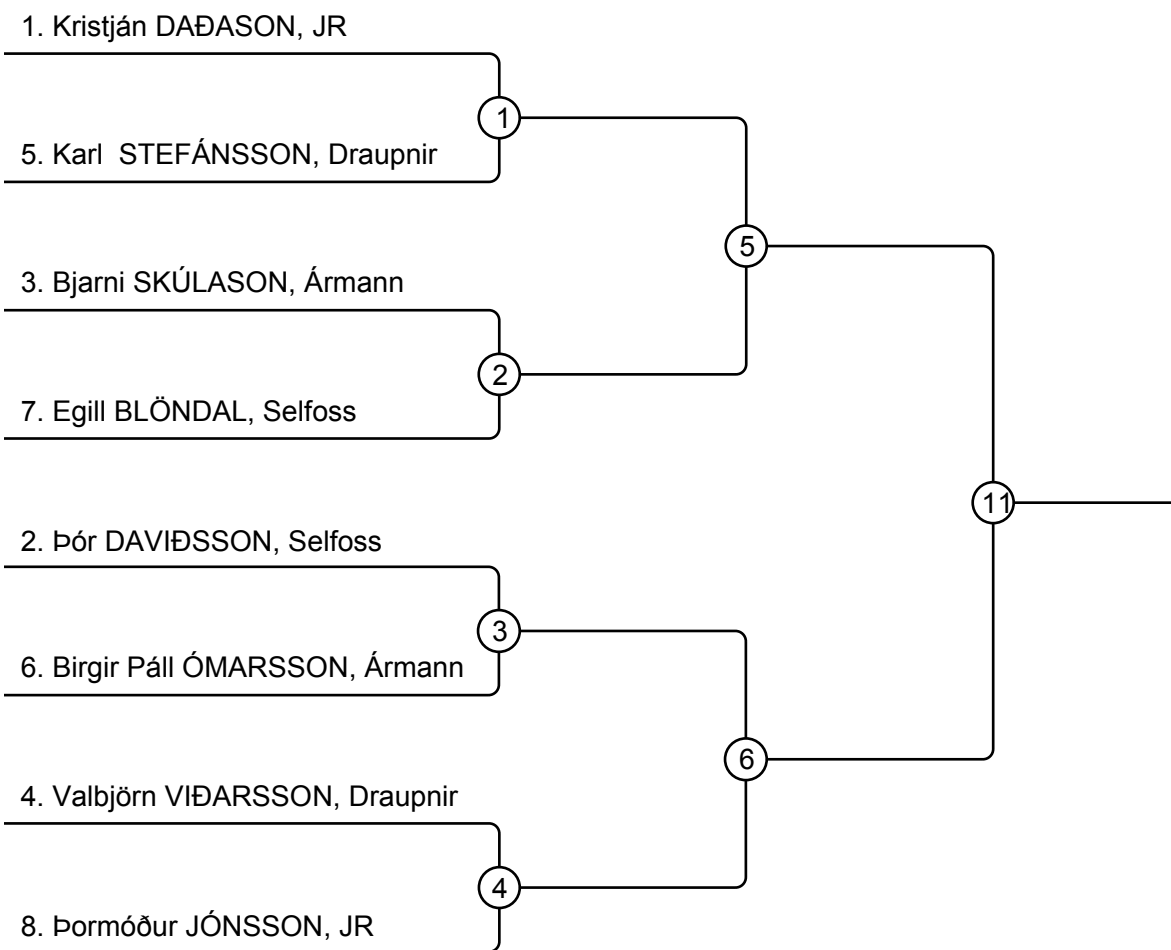 1. Kristján DAÐASON, JR
1
5. Karl  STEFÁNSSON, Draupnir
5
3. Bjarni SKÚLASON, Ármann
2
7. Egill BLÖNDAL, Selfoss
11
2. Þór DAVIÐSSON, Selfoss
3
6. Birgir Páll ÓMARSSON, Ármann
6
4. Valbjörn VIÐARSSON, Draupnir
4
8. Þormóður JÓNSSON, JR